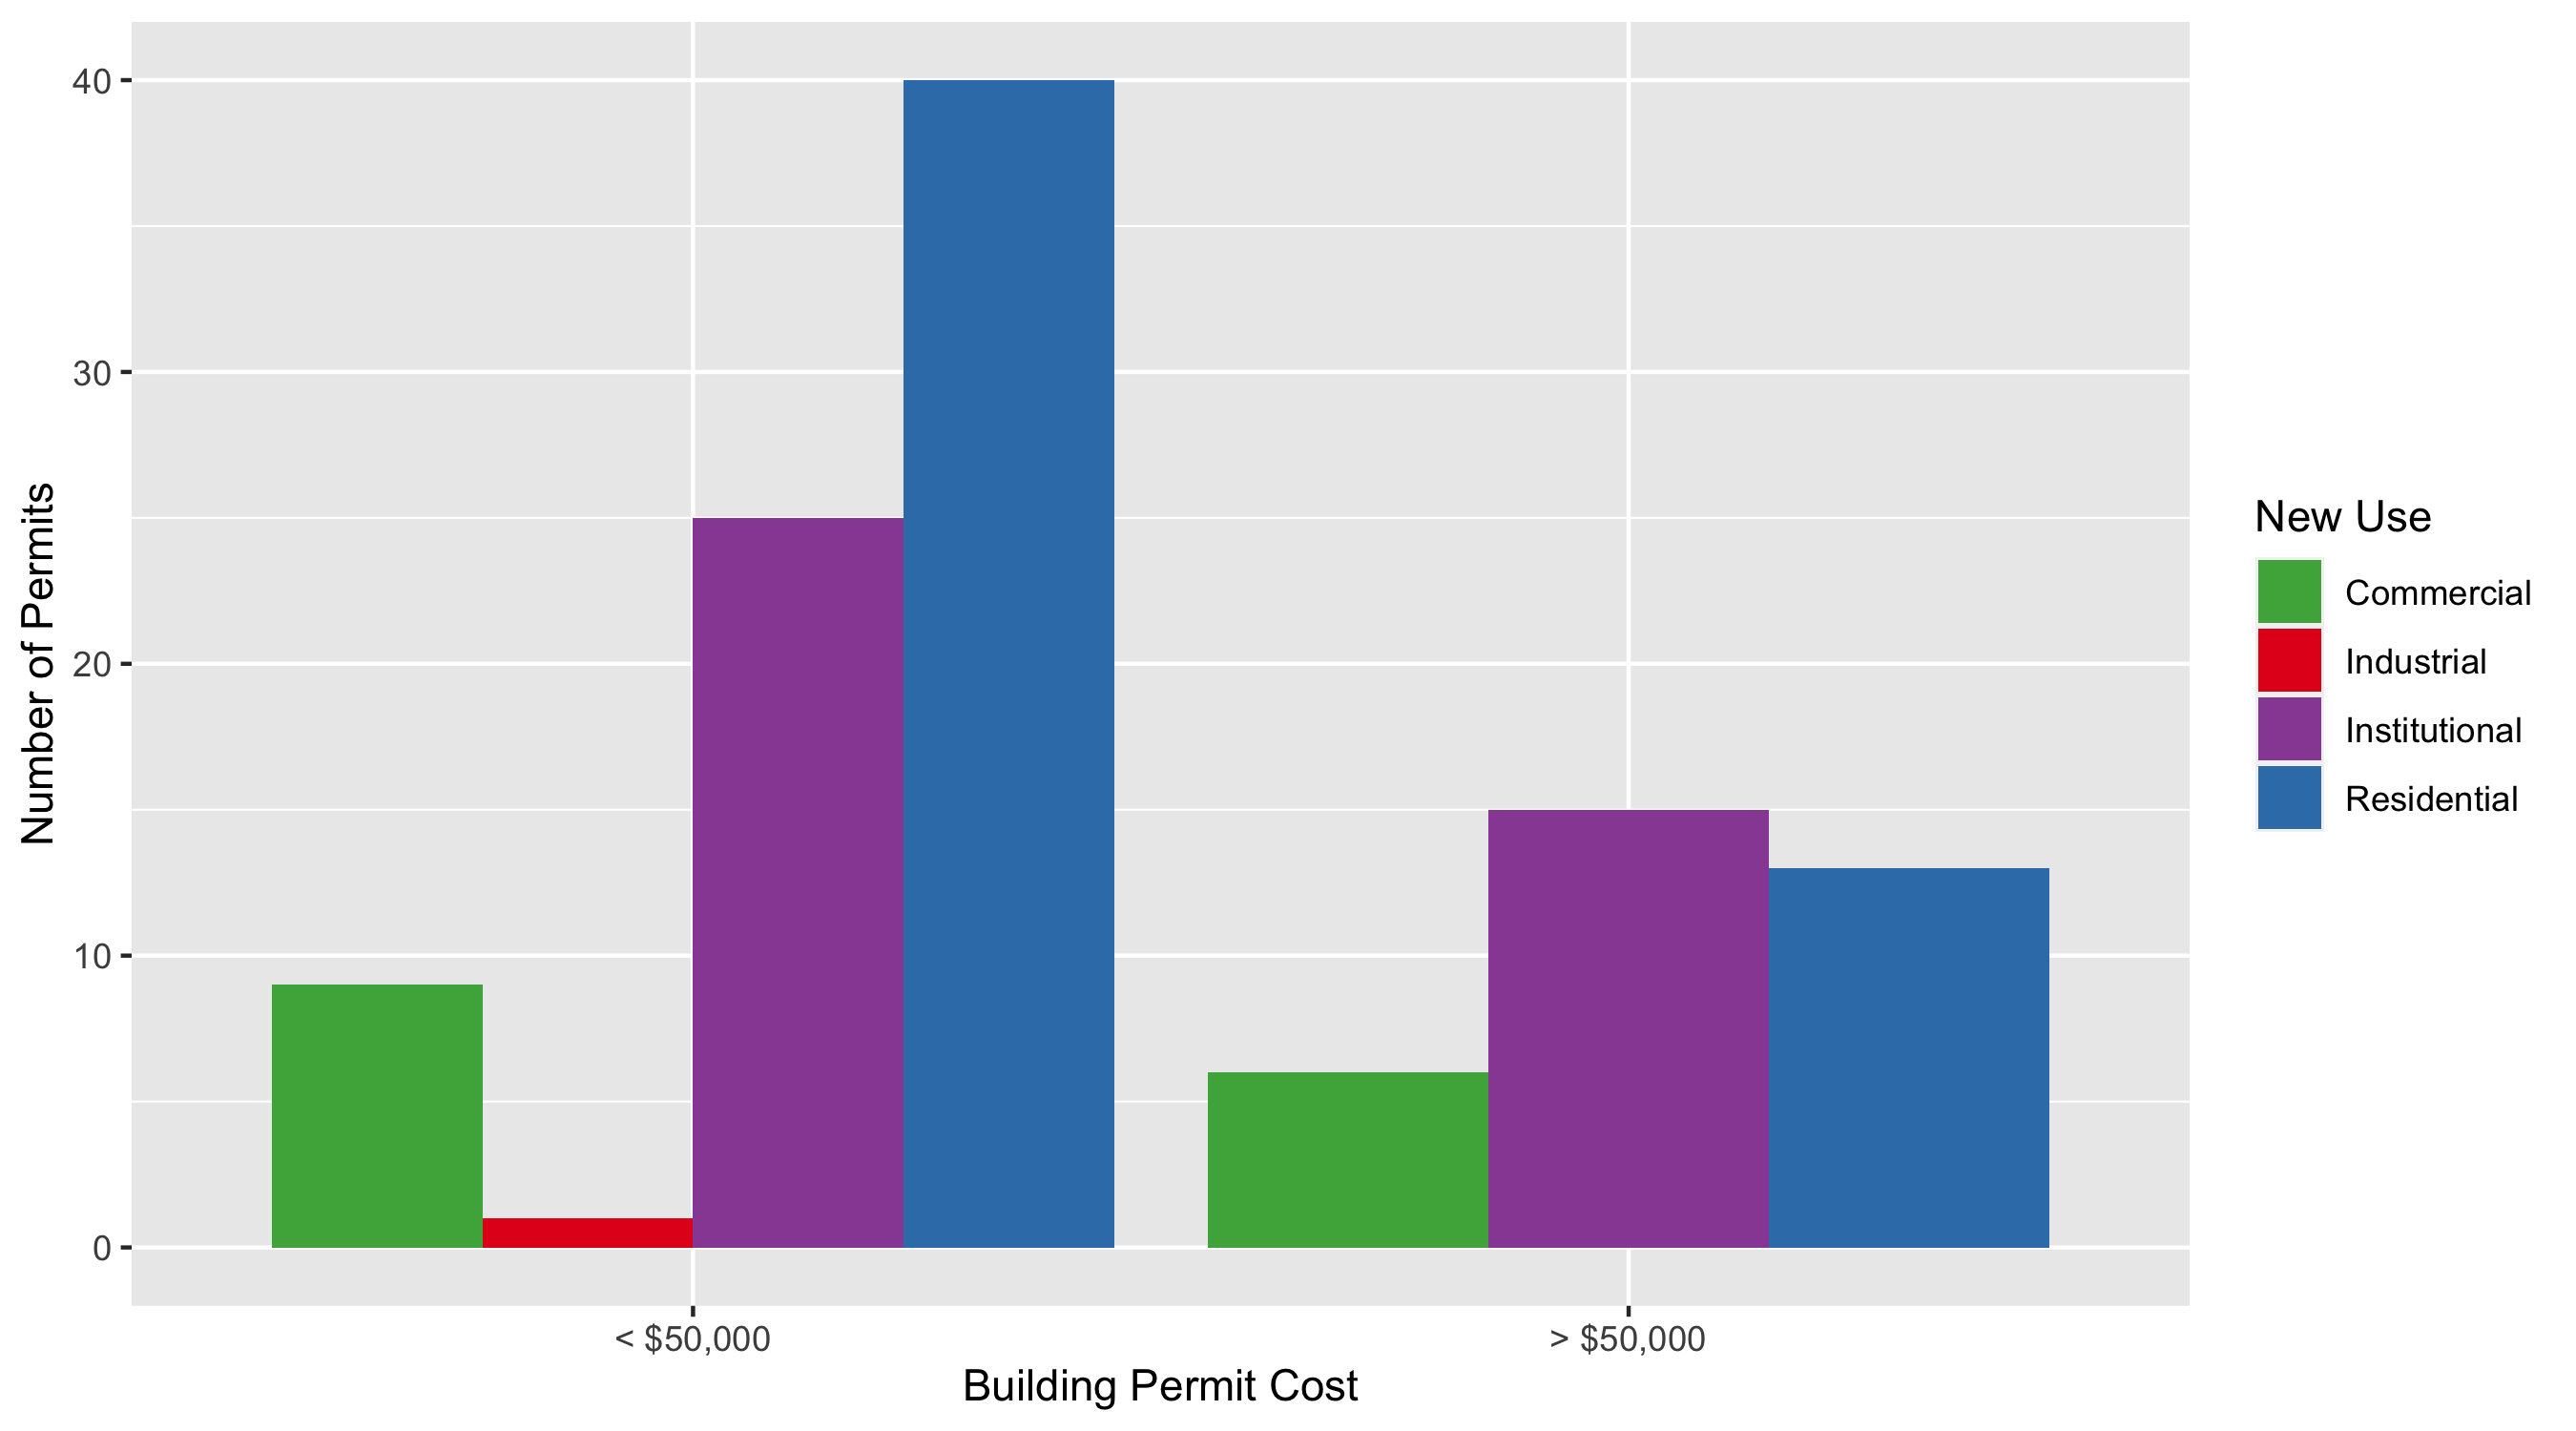 40
30
20
10
0
Number of Permits
< $50,000
> $50,000
Building Permit Cost
New Use
Commercial
Industrial
Institutional
Residential